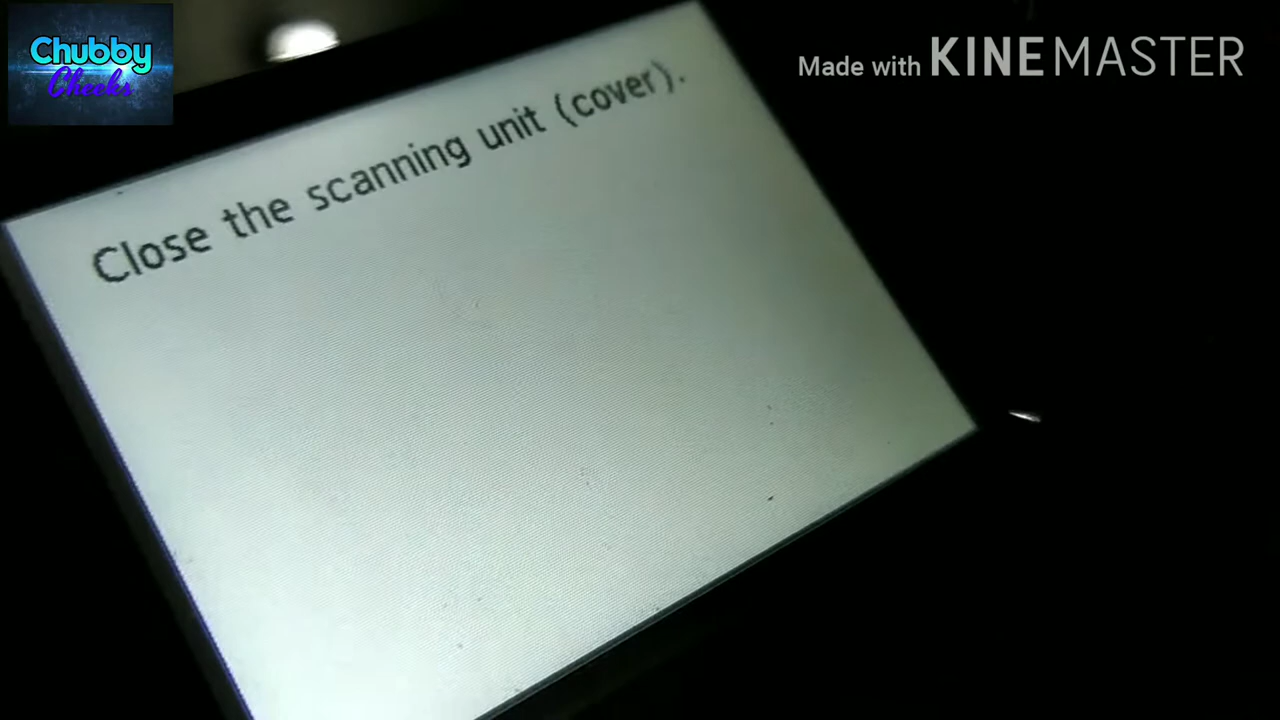 Chubby
Cheeks
Made with KINEMASTER
Close the scanning unit (cover).